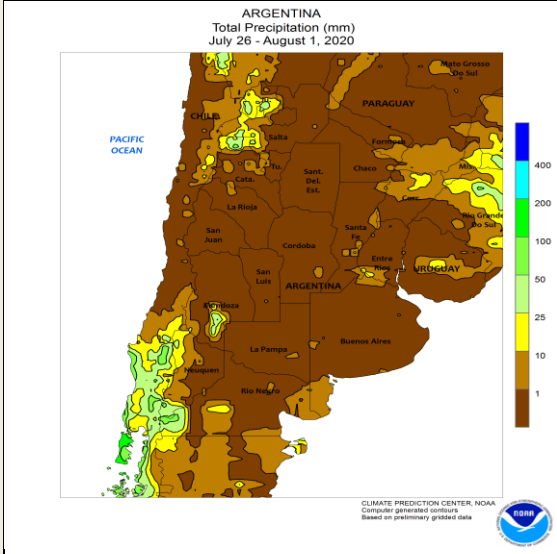 ARGENTINA
Total Precipitation (mm)
July 26 - August 1, 2020
Mato Grosso
Do Sul
PARAGUAY
CHILE
PACIFIC
OCEAN
Salta
Formosa
Chaco
Tu.
Cata.
Sant.
Del.
Est.
Mis.
Corr.
La Rioja
Rio Grande
Do Sul
San
Juan
Santa
Fe
Cordoba
Entre
Rios
URUGUAY
San
Luis
ARGENTINA
Mendoza
Buenos Aires
La Pampa
Neuquen
Rio Negro
400
200
100
50
25
10
1
CLIMATE PREDICTION CENTER, NOAA
Computer generated contours
Based on preliminary gridded data
NOAA